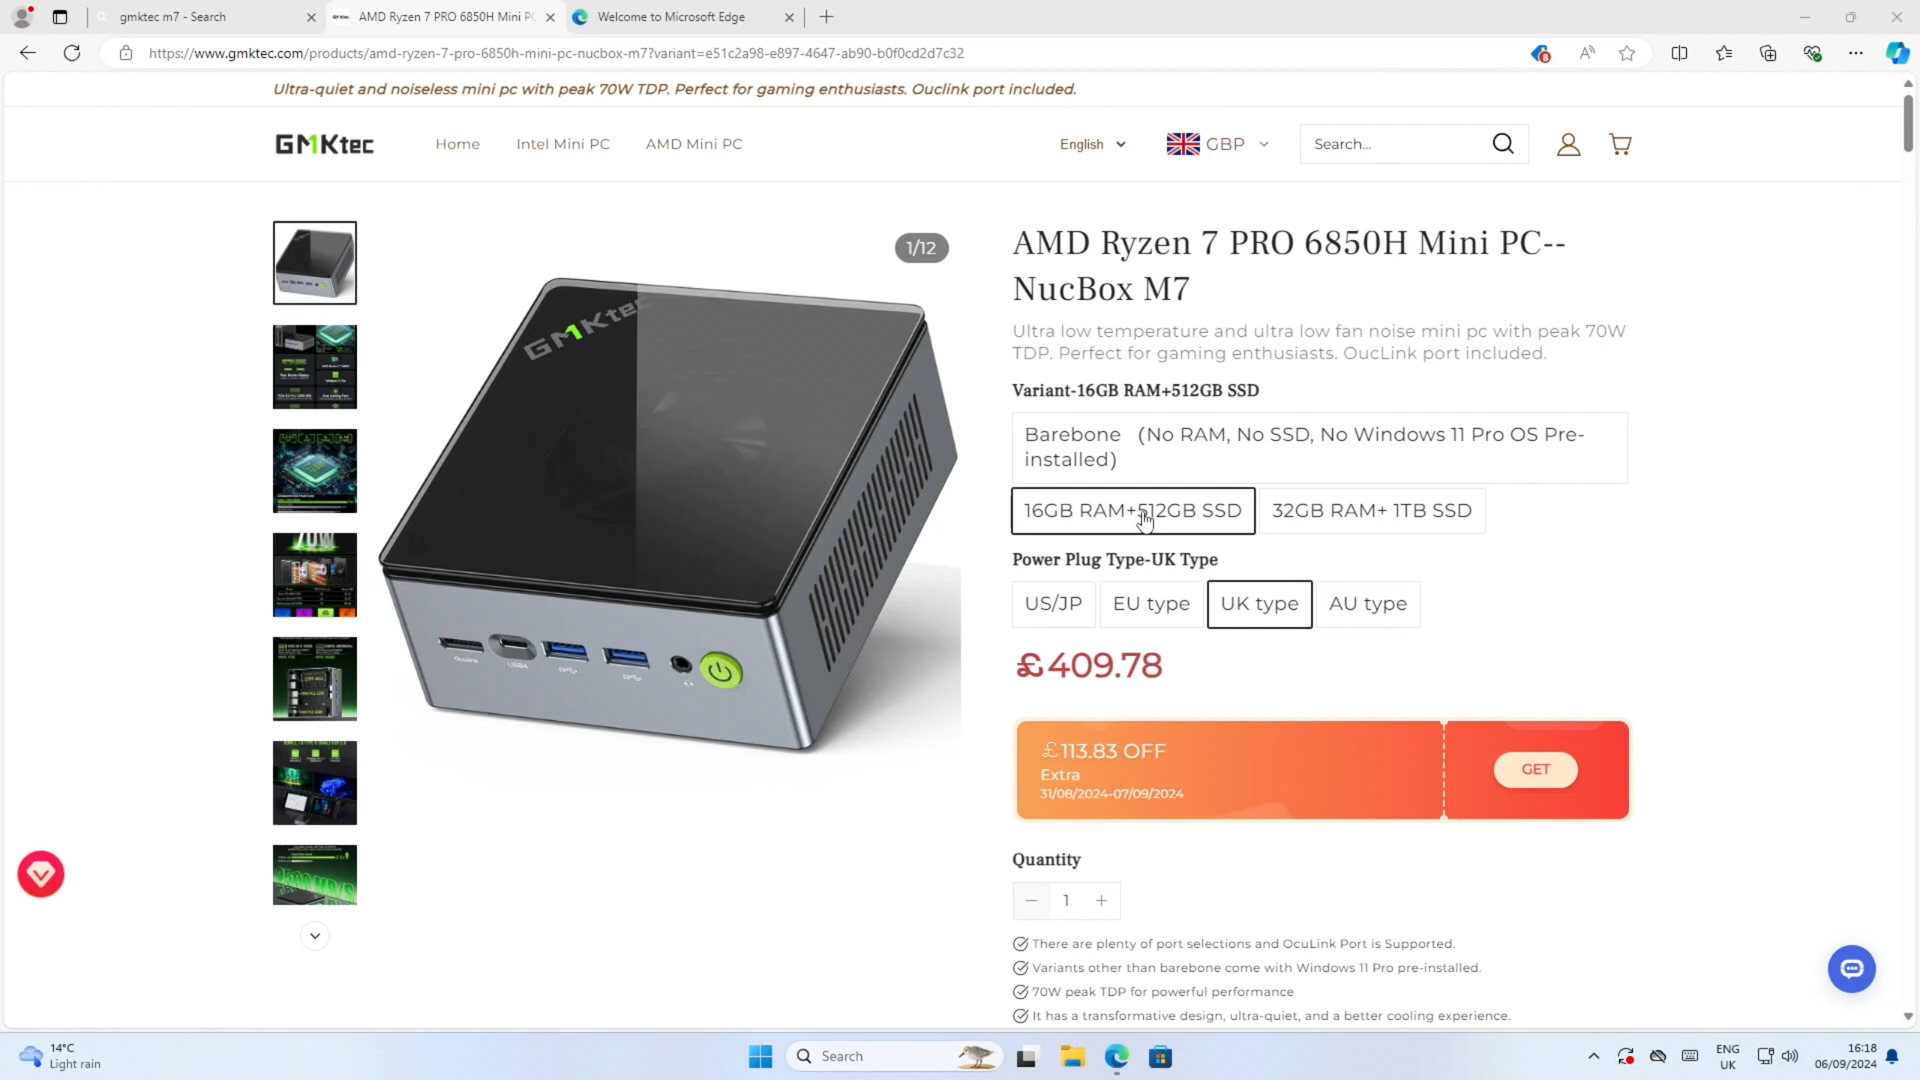 gmktec m7 - Search
AMD Ryzen 7 PRO 6850H Mini PC
Welcome to Microsoft Edge
https://www.gmktec.com/products/amd-ryzen-7-pro-6850h-mini-pc-nucbox-m7?variant=e51c2a98-e897-4647-ab90-b0f0cd2d7c32
8
Ultra-quiet and noiseless mini pc with peak 70W TDP. Perfect for gaming enthusiasts. Ouclink port included.
GMKtec
Home
Intel Mini PC
AMD Mini PC
English
GBP
Search...
1/12
GMKtec
Oculink
USB4
AMD Ryzen 7 PRO 6850H Mini PC--
NucBox M7
Ultra low temperature and ultra low fan noise mini pc with peak 70W
TDP. Perfect for gaming enthusiasts. OucLink port included.
Variant-16GB RAM+512GB SSD
Barebone （No RAM, No SSD, No Windows 11 Pro OS Pre-
installed)
16GB RAM+512GB SSD
32GB RAM+ 1TB SSD
Power Plug Type-UK Type
US/JP
EU type
UK type
AU type
£409.78
£113.83 OFF
Extra
31/08/2024-07/09/2024
GET
Quantity
1
There are plenty of port selections and OcuLink Port is Supported.
Variants other than barebone come with Windows 11 Pro pre-installed.
70W peak TDP for powerful performance
It has a transformative design, ultra-quiet, and a better cooling experience.
14°C
Light rain
Search
ENG
UK
16:18
06/09/2024